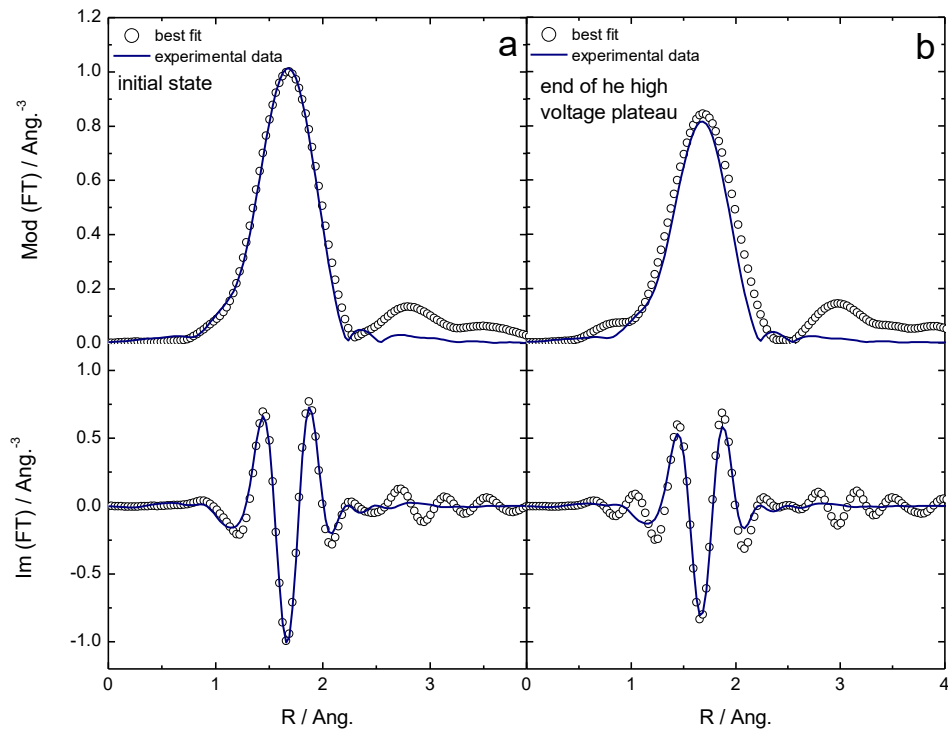 1.2
1.0
0.8
0.6
0.4
0.2
0.0
1.0
0.5
0.0
-0.5
-1.0
Mod (FT) / Ang.-3
Im (FT) / Ang.-3
best fit
experimental data
initial state
a
0
1
2
3
R / Ang.
best fit
experimental data
b
end of he high
voltage plateau
0
1
2
3
4
R / Ang.